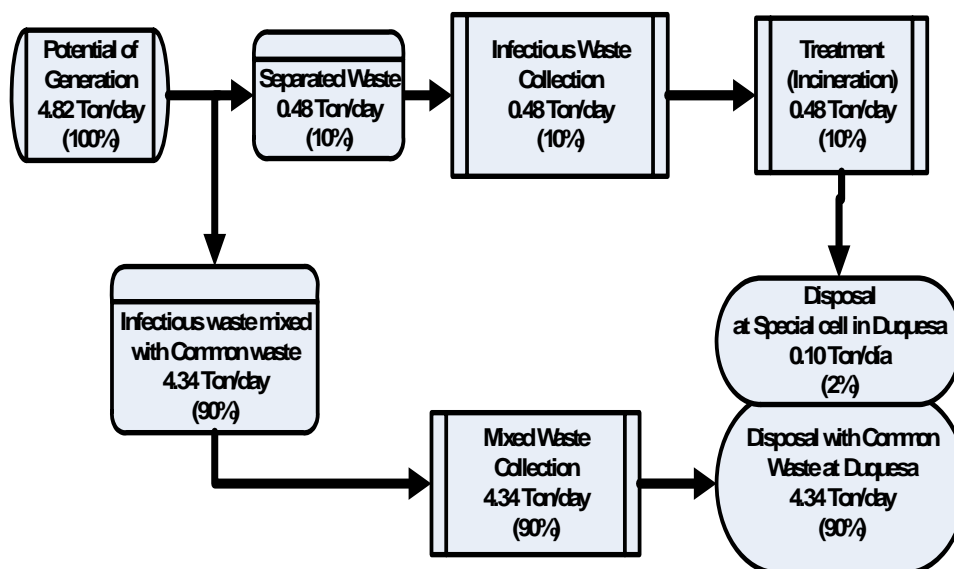 Potential of
Generation
4.82 Ton/day
(100%)
Separated Waste
0.48 Ton/day
(10%)
Infectious Waste
Collection
0.48 Ton/day
(10%)
Treatment
(Incineration)
0.48 Ton/day
(10%)
Infectious waste mixed
with Common waste
4.34 Ton/day
(90%)
Disposal
at Special cell in Duquesa
0.10 Ton/día
(2%)
Mixed Waste
Collection
4.34 Ton/day
(90%)
Disposal with Common
Waste at Duquesa
4.34 Ton/day
(90%)